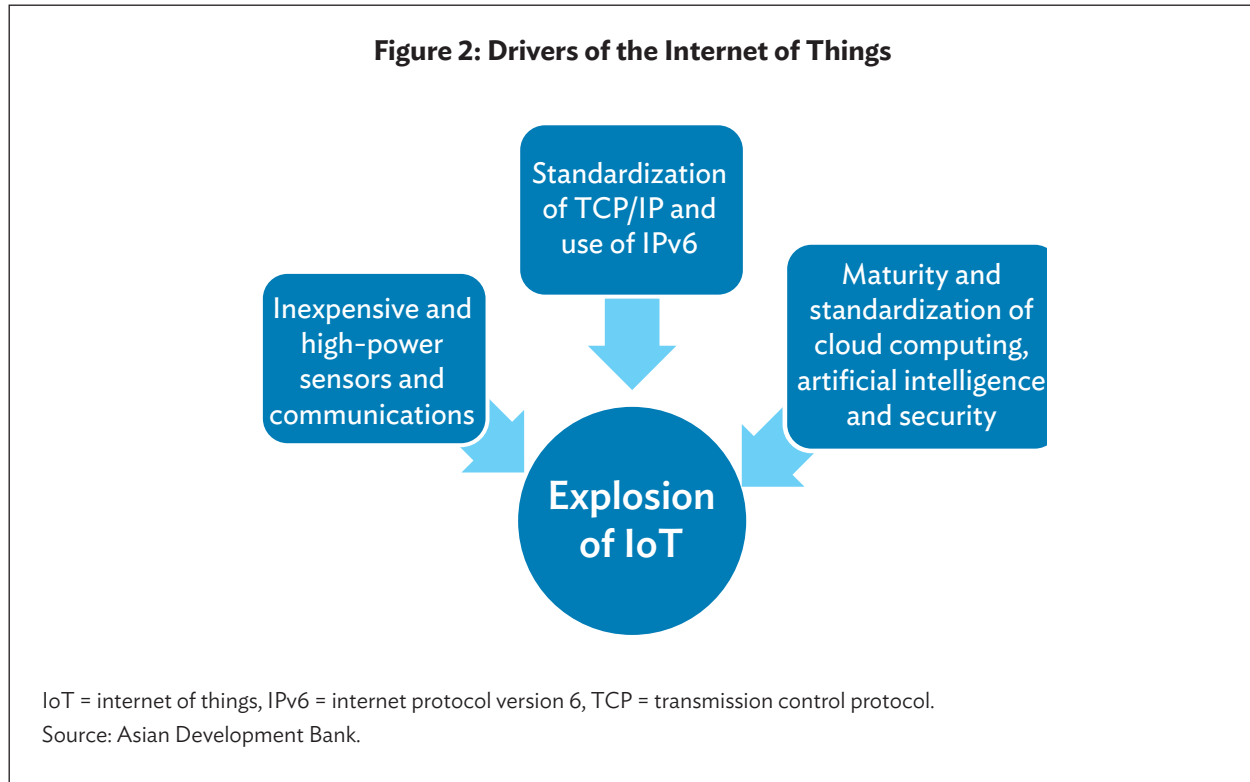 Figure 2: Drivers of the Internet of Things
Standardization
of TCP/IP and
use of IPv6
Inexpensive and
high-power
sensors and
communications
Maturity and
standardization of
cloud computing,
artificial intelligence
and security
Explosion
of IoT
IoT = internet of things, IPv6 = internet protocol version 6, TCP = transmission control protocol.
Source: Asian Development Bank.